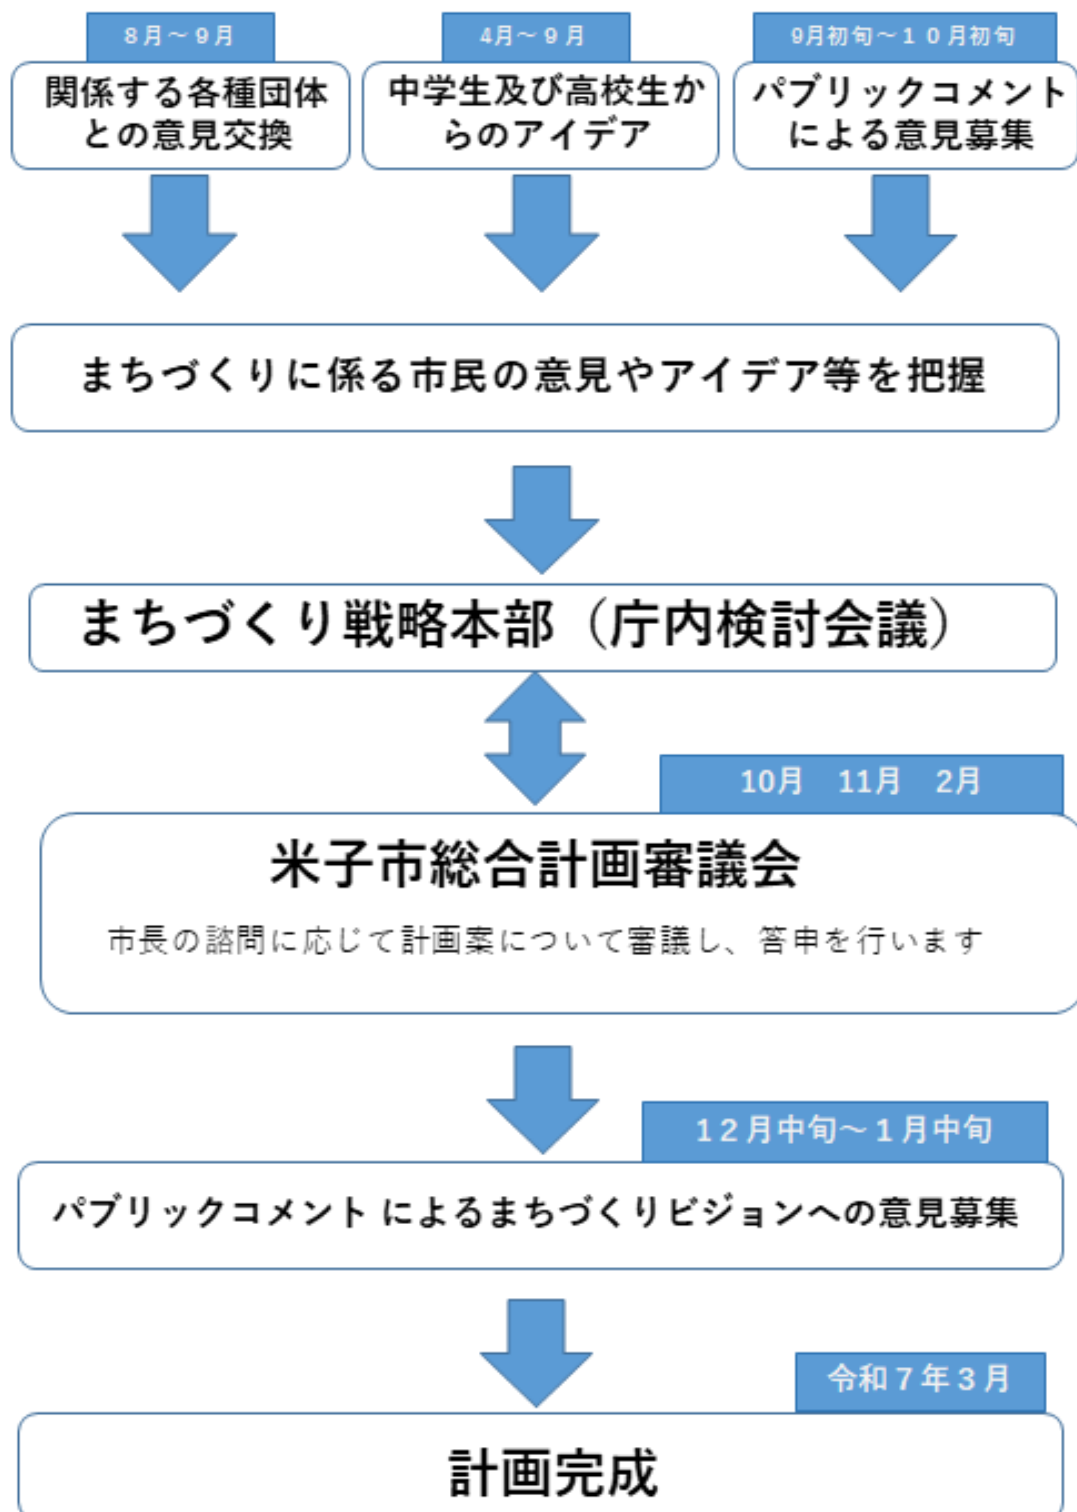 8月～9月
関係する各種団体
との意見交換
4月～9月
中学生及び高校生か
らのアイデア
9月初旬～１０月初旬
パブリックコメント
による意見募集
まちづくりに係る市民の意見やアイデア等を把握
まちづくり戦略本部（庁内検討会議）
10月　11月　2月
米子市総合計画審議会
市長の諮問に応じて計画案について審議し、答申を行います
１２月中旬～１月中旬
パブリックコメント によるまちづくりビジョンへの意見募集
令和７年３月
計画完成